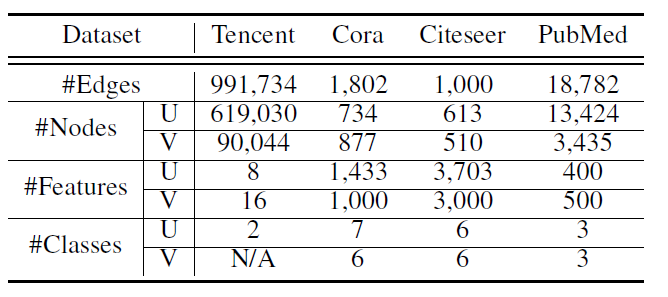 Dataset Tencent Cora Citeseer PubMed
#Edges 991,734 1,802 1,000 18,782
#Nodes U 619,030 734 613 13,424
V 90,044 877 510 3,435
#Features U 8 1,433 3,703 400
V 16 1,000 3,000 500
#Classes U 2 7 6 3
V N/A 6 6 3